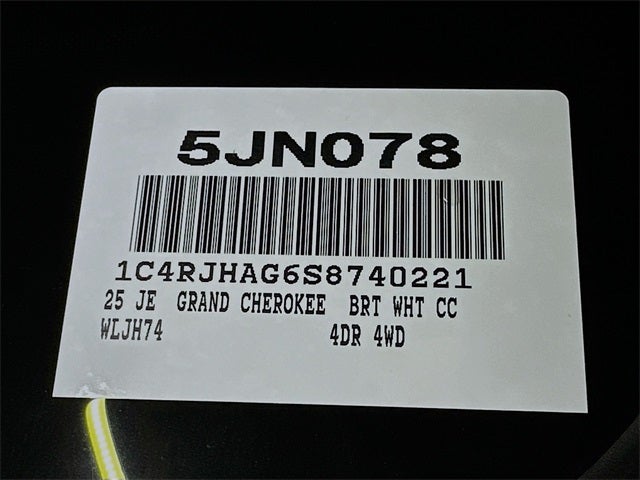 5JN078
1C4RJHAG6S8740221
25 JE GRAND CHEROKEE BRT WHT CC
WLJH74 4DR 4WD